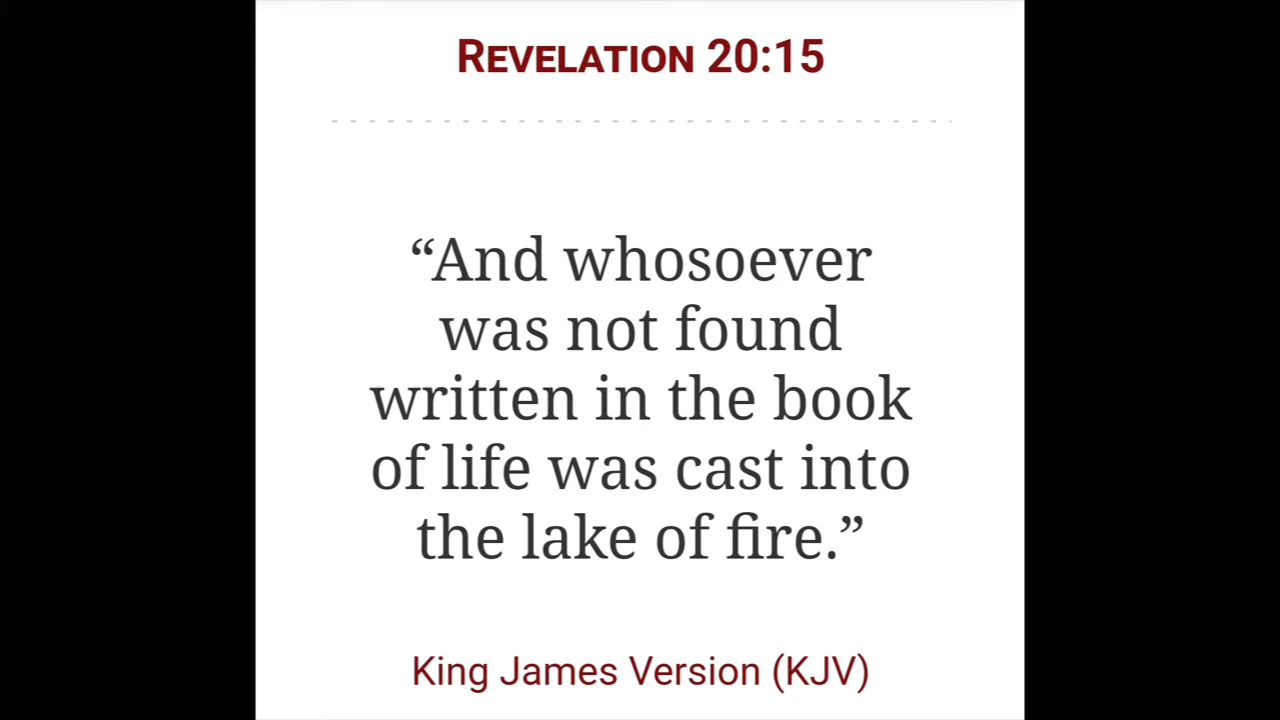 REVELATION 20:15
“And whosoever
was not found
written in the book
of life was cast into
the lake of fire.”
King James Version (KJV)